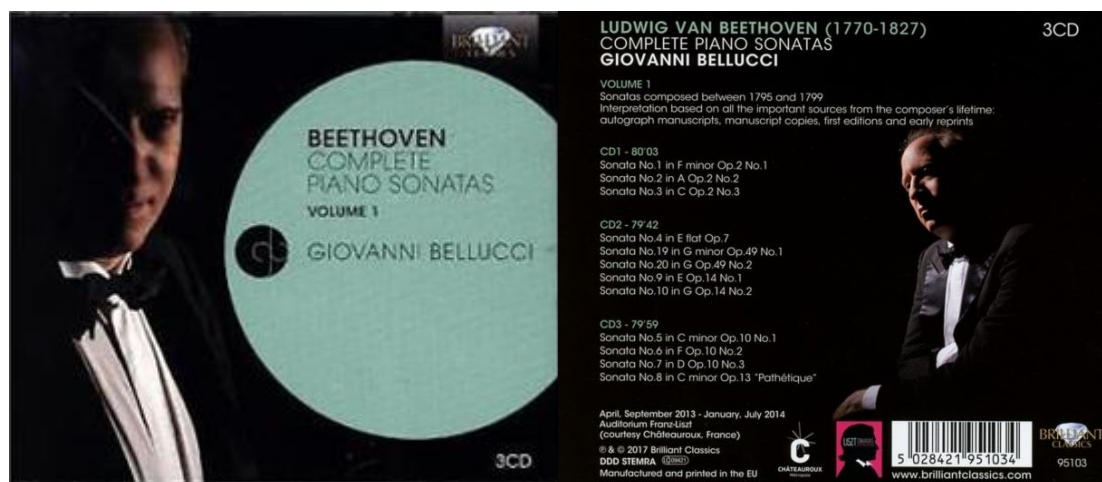 BRILLIANT
CLASSICS
BEETHOVEN
COMPLETE
PIANO SONATAS
VOLUME 1
GIOVANNI BELLUCCI
3CD
LUDWIG VAN BEETHOVEN (1770-1827)
3CD
COMPLETE PIANO SONATAS
GIOVANNI BELLUCCI
VOLUME 1
Sonatas composed between 1795 and 1799
Interpretation based on all the important sources from the composer's lifetime:
autograph manuscripts, manuscript copies, first editions and early reprints
CD1 - 80'03
Sonata No.1 in F minor Op.2 No.1
Sonata No.2 in A Op.2 No.2
Sonata No.3 in C Op.2 No.3
CD2 - 79'42
Sonata No.4 in E flat Op.7
Sonata No.19 in G minor Op.49 No.1
Sonata No.20 in G Op.49 No.2
Sonata No.9 in E Op.14 No.1
Sonata No.10 in G Op.14 No.2
CD3 - 79'59
Sonata No.5 in C minor Op.10 No.1
Sonata No.6 in F Op.10 No.2
Sonata No.7 in D Op.10 No.3
Sonata No.8 in C minor Op.13 "Pathétique"
April, September 2013 - January, July 2014
Auditorium Franz-Liszt
(courtesy Châteauroux, France)
℗ & © 2017 Brilliant Classics
DDD STEMRA
Manufactured and printed in the EU
CHÂTEAUROUX
LISZT
5 028421 951034
www.brilliantclassics.com
BRILLIANT
CLASSICS
95103